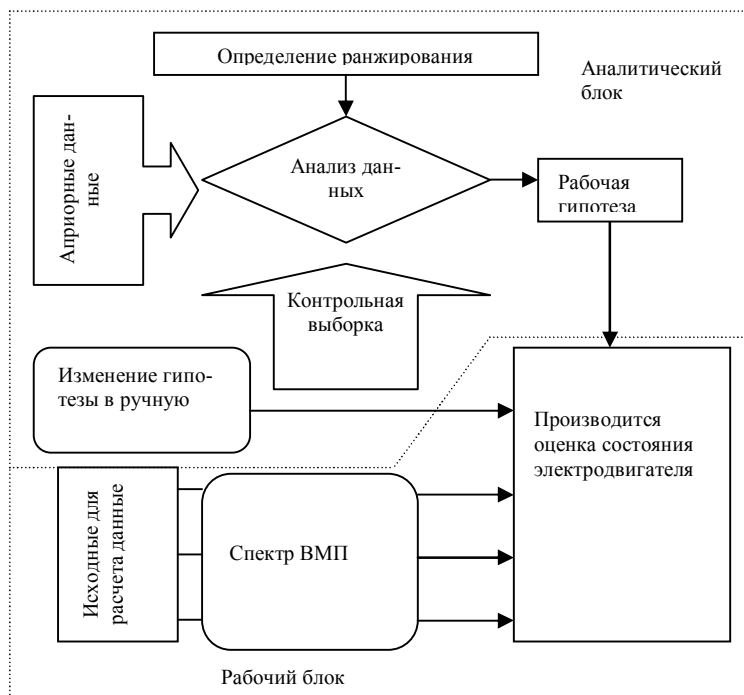 Определение ранжирования
Аналитический
блок
Априорные дан-
ные
Анализ дан-
ных
Рабочая
гипотеза
Контрольная
выборка
Изменение гипо-
тезы в ручную
Производится
оценка состояния
электродвигателя
Исходные для
расчета данные
Спектр ВМП
Рабочий блок